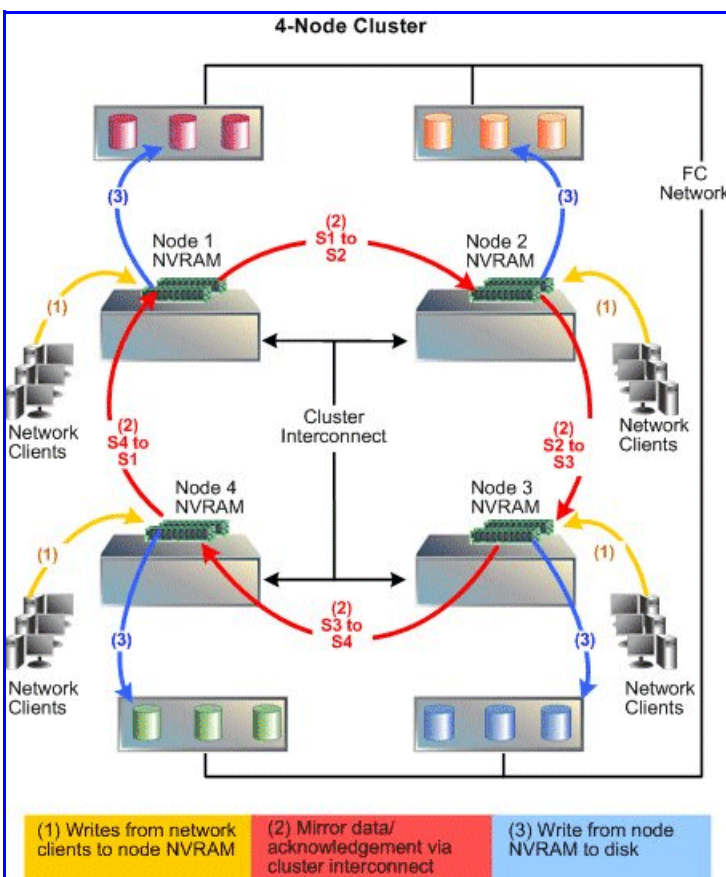 4-Node Cluster
FC
Network
(3)
(3)
(2)
S1 to
S2
Node 1
NVRAM
Node 2
NVRAM
(1)
(1)
Network
Clients
Network
Clients
Cluster
Interconnect
(2)
S4 to
S1
(2)
S2 to
S3
Node 4
NVRAM
Node 3
NVRAM
(1)
(1)
(2)
S3 to
S4
(3)
(3)
Network
Clients
Network
Clients
(1) Writes from network
clients to node NVRAM
(2) Mirror data/
acknowledgement via
cluster interconnect
(3) Write from node
NVRAM to disk